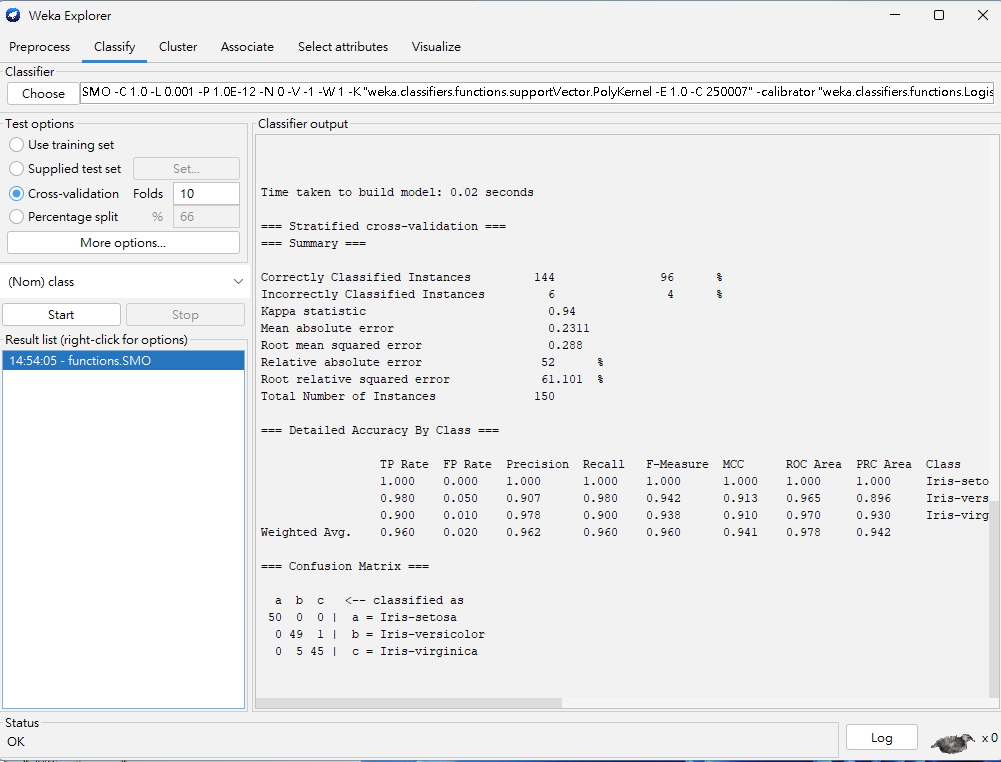 Weka Explorer
Preprocess Classify Cluster Associate Select attributes Visualize
Classifier
Choose SMO -C 1.0 -L 0.001 -P 1.0E-12 -N 0 -V -1 -W 1 -K "weka.classifiers.functions.supportVector.PolyKernel -E 1.0 -C 250007" -calibrator "weka.classifiers.functions.Logis
Test options
Use training set
Supplied test set Set...
Cross-validation Folds 10
Percentage split % 66
More options...
(Nom) class
Start Stop
Result list (right-click for options)
14:54:05 - functions.SMO
Classifier output
Time taken to build model: 0.02 seconds
=== Stratified cross-validation ===
=== Summary ===
Correctly Classified Instances 144 96 %
Incorrectly Classified Instances 6 4 %
Kappa statistic 0.94
Mean absolute error 0.2311
Root mean squared error 0.288
Relative absolute error 52 %
Root relative squared error 61.101 %
Total Number of Instances 150
=== Detailed Accuracy By Class ===
TP Rate FP Rate Precision Recall F-Measure MCC ROC Area PRC Area Class
1.000 0.000 1.000 1.000 1.000 1.000 1.000 1.000 Iris-seto
0.980 0.050 0.907 0.980 0.942 0.913 0.965 0.896 Iris-vers
0.900 0.010 0.978 0.900 0.938 0.910 0.970 0.930 Iris-virg
Weighted Avg. 0.960 0.020 0.962 0.960 0.960 0.941 0.978 0.942
=== Confusion Matrix ===
a b c <-- classified as
50 0 0 | a = Iris-setosa
0 49 1 | b = Iris-versicolor
0 5 45 | c = Iris-virginica
Status
OK
Log x 0